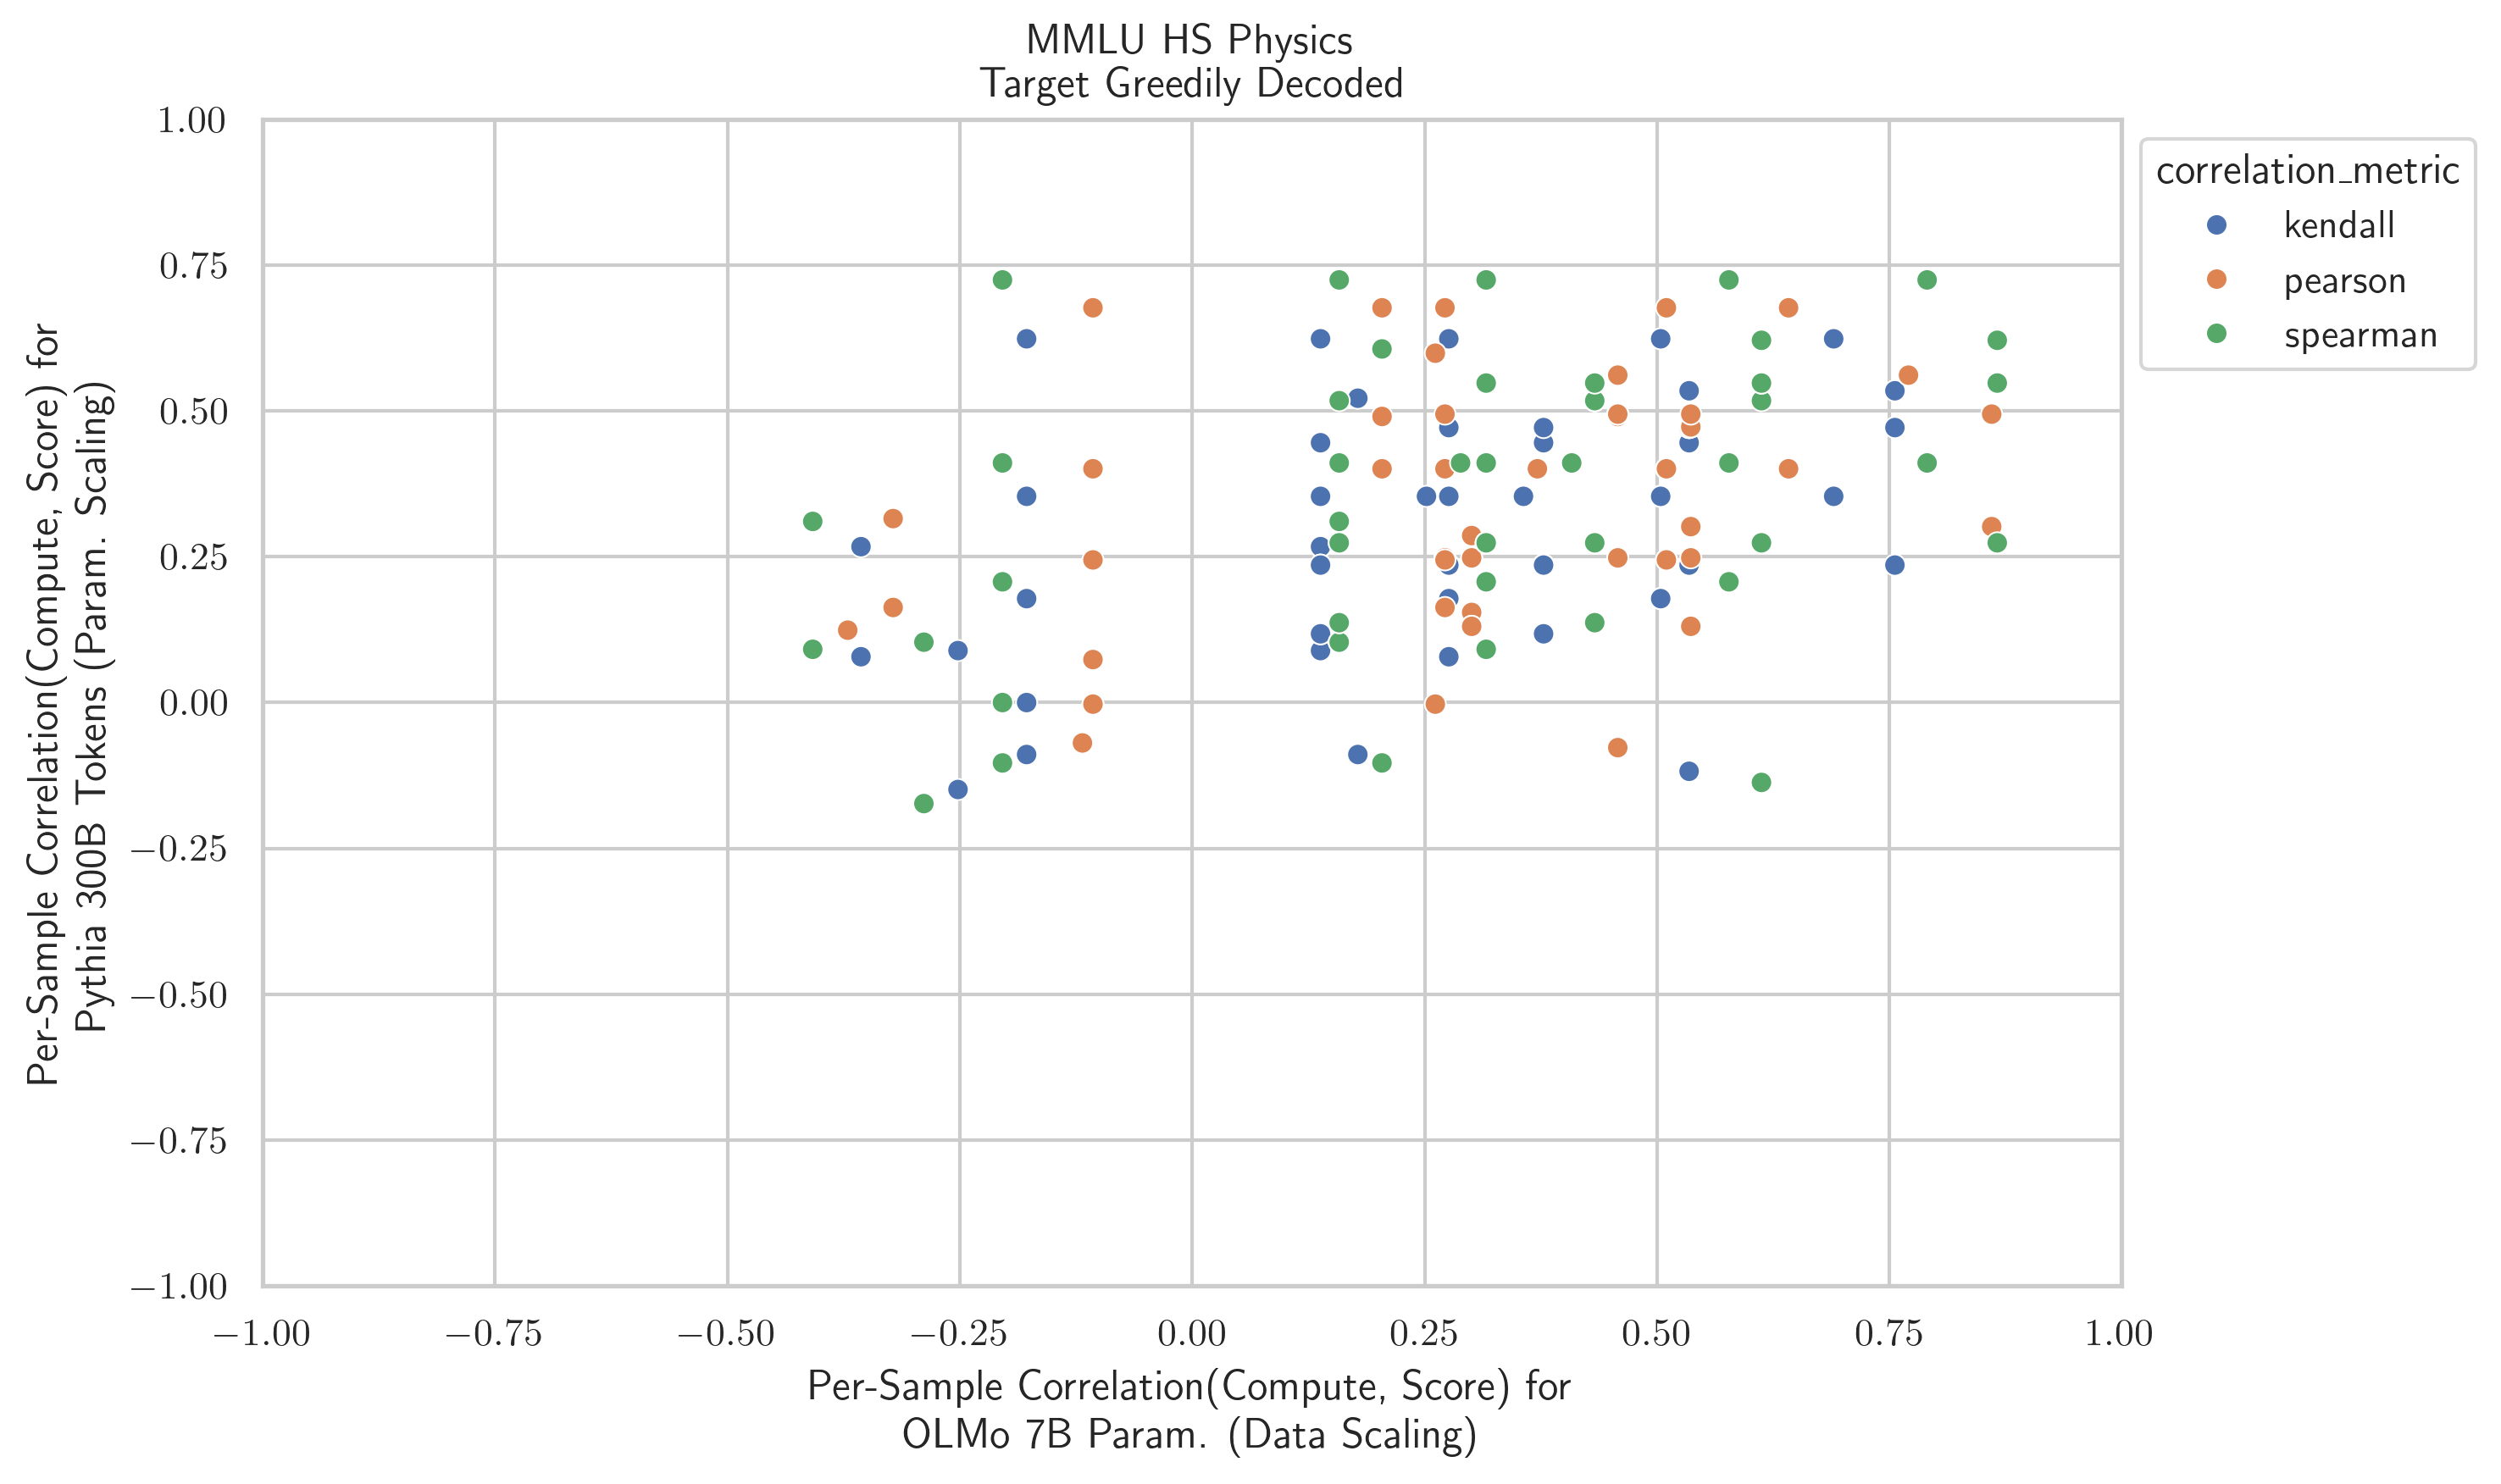 MMLU HS Physics
Target Greedily Decoded
Per-Sample Correlation(Compute, Score) for
Pythia 300B Tokens (Param. Scaling)
1.00
0.75
0.50
0.25
0.00
−0.25
−0.50
−0.75
−1.00
−1.00 −0.75 −0.50 −0.25 0.00 0.25 0.50 0.75 1.00
Per-Sample Correlation(Compute, Score) for
OLMo 7B Param. (Data Scaling)
correlation_metric
kendall
pearson
spearman